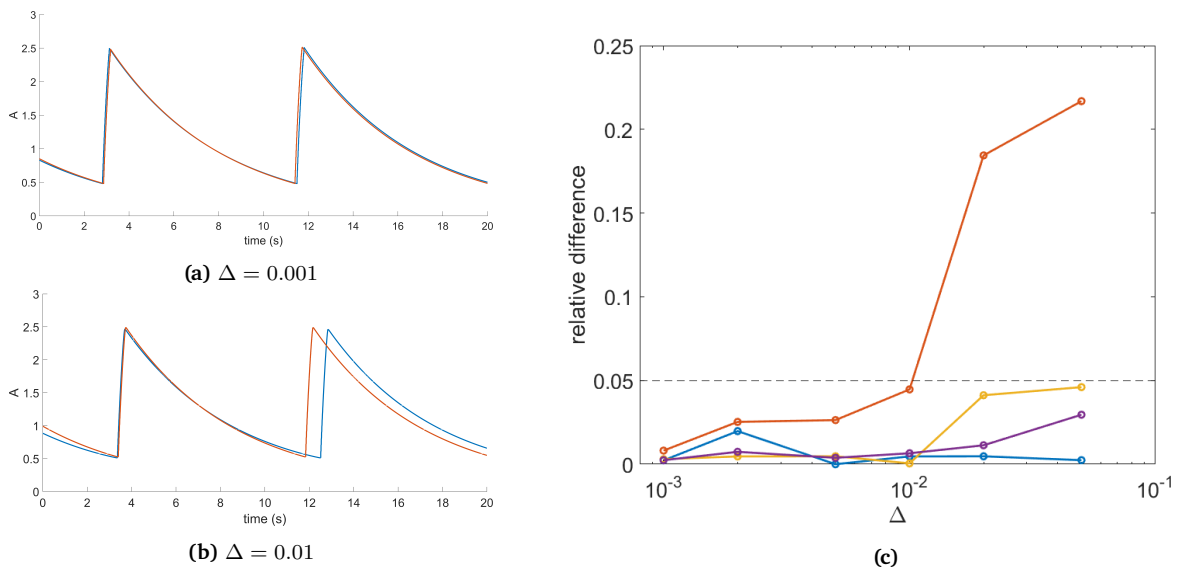 3
2.5
2
1.5
1
0.5
0
A
0 2 4 6 8 10 12 14 16 18 20
time (s)
(a) Δ = 0.001
3
2.5
2
1.5
1
0.5
0
A
0 2 4 6 8 10 12 14 16 18 20
time (s)
(b) Δ = 0.01
0.25
0.2
0.15
0.1
0.05
0
relative difference
10⁻³ 10⁻² 10⁻¹
Δ
(c)